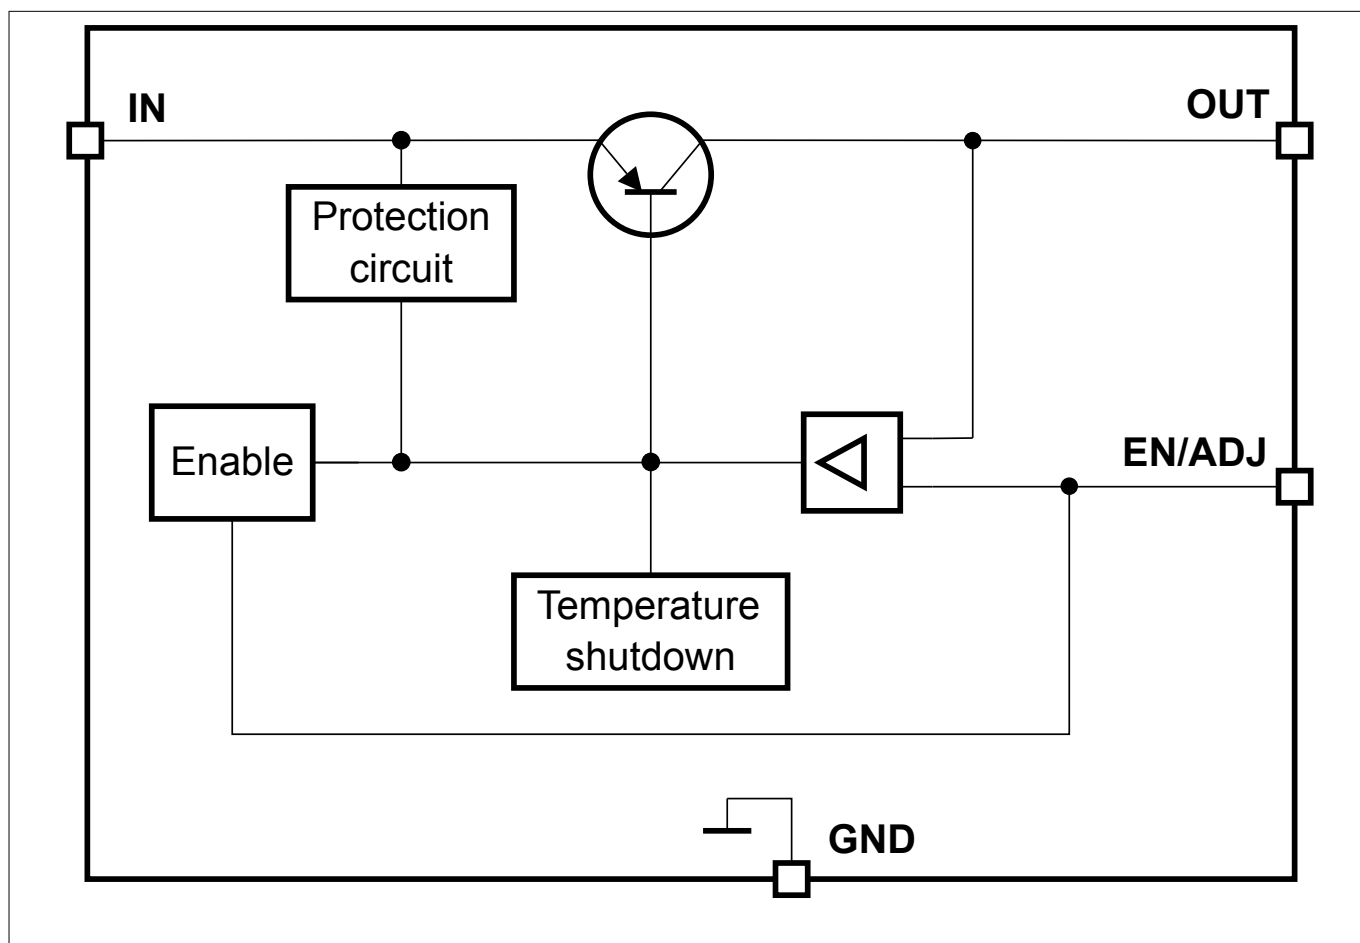 IN
OUT
Protection
circuit
Enable
EN/ADJ
Temperature
shutdown
GND